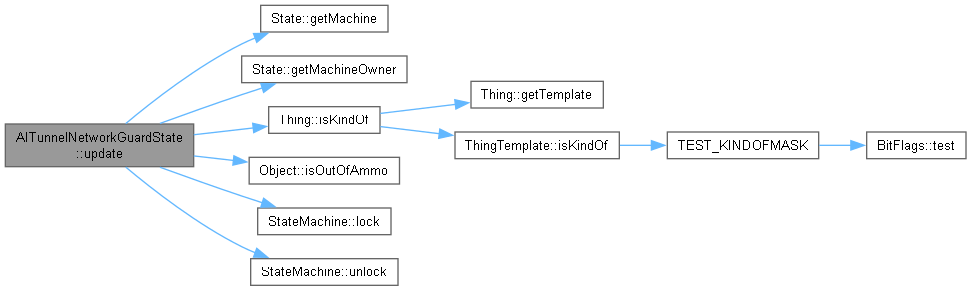 State::getMachine
State::getMachineOwner
Thing::getTemplate
Thing::isKindOf
AITunnelNetworkGuardState
::update
ThingTemplate::isKindOf
TEST_KINDOFMASK
BitFlags::test
Object::isOutOfAmmo
StateMachine::lock
StateMachine::unlock